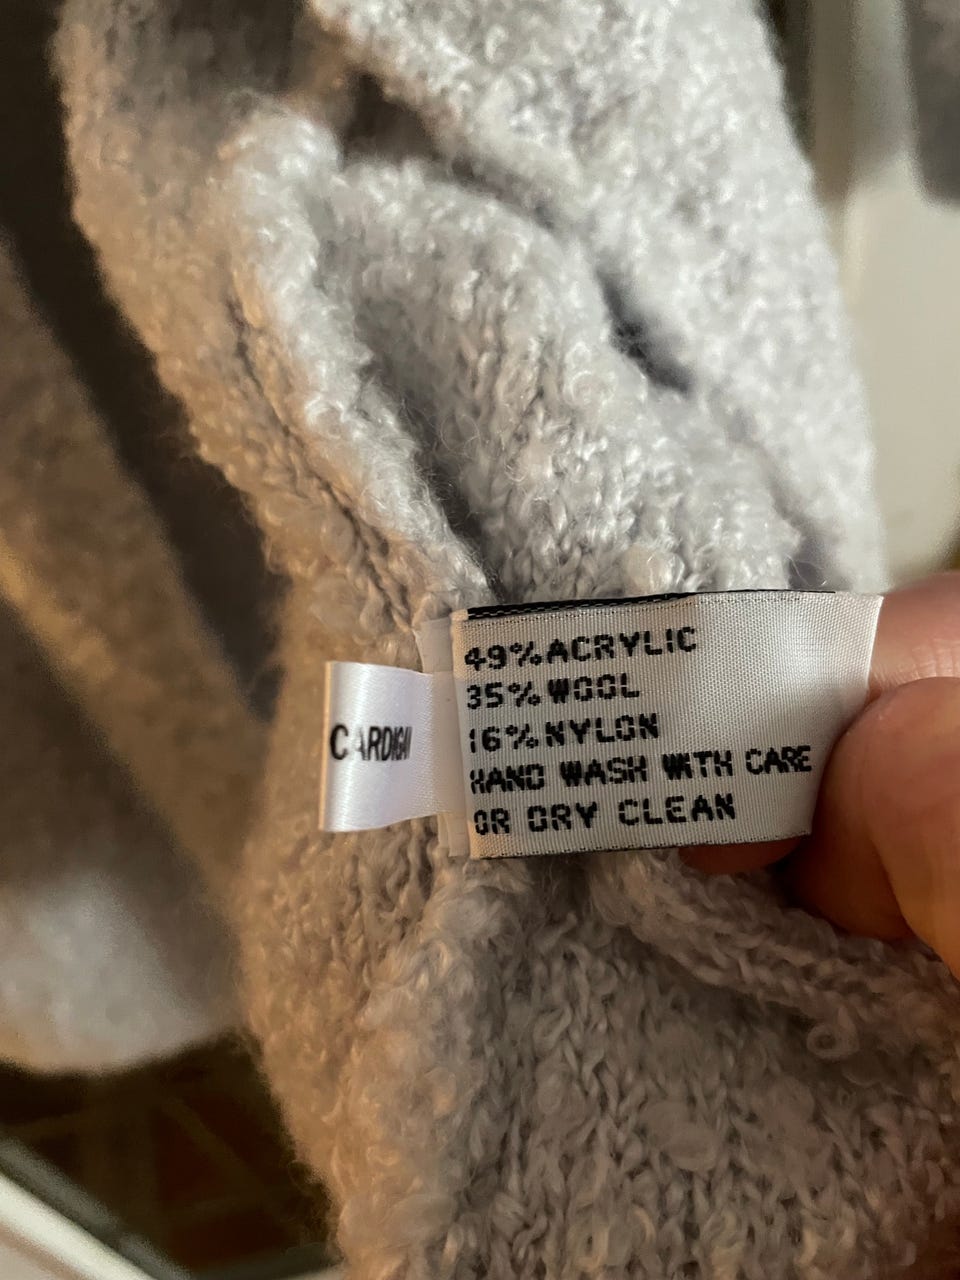 CARDIGAN
49% ACRYLIC
35% WOOL
16% NYLON
HAND WASH WITH CARE
OR DRY CLEAN